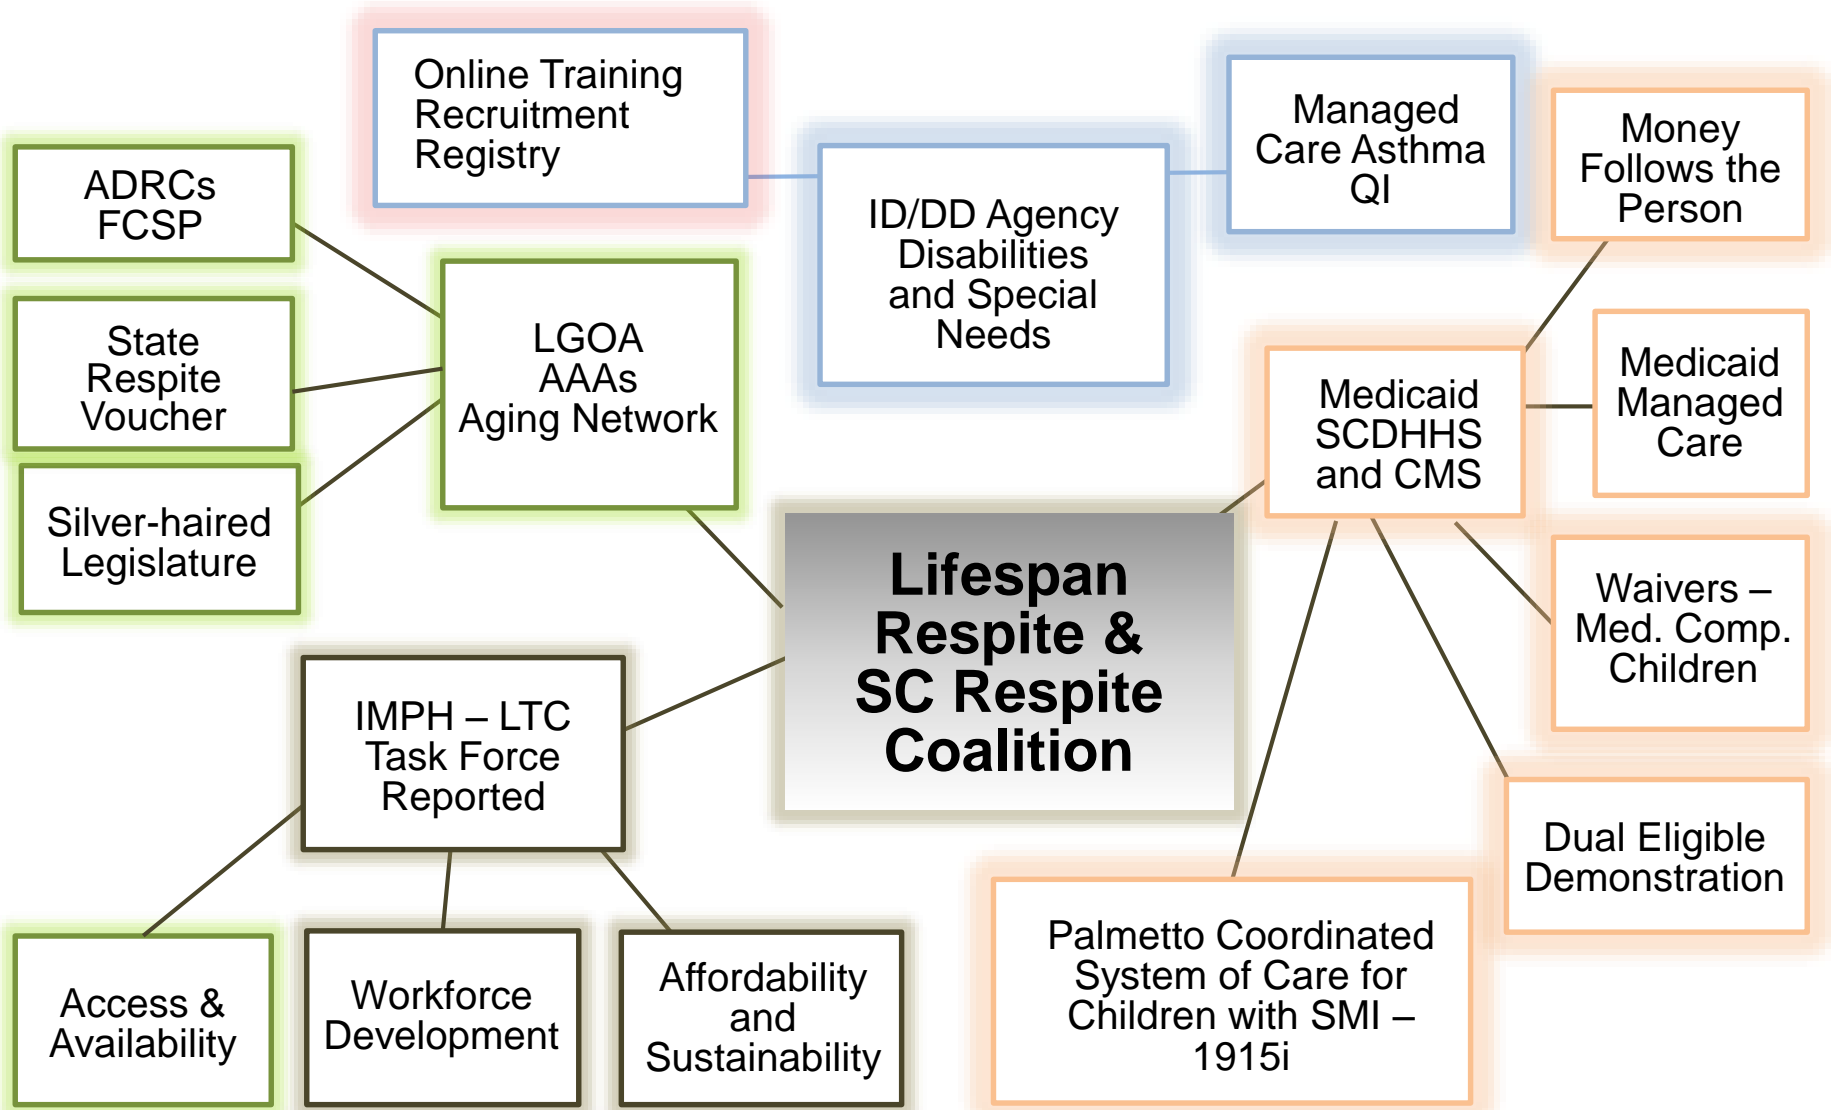 Online Training
Recruitment
Registry
Managed
Care Asthma
QI
Money
Follows the
Person
ADRCs
FCSP
ID/DD Agency
Disabilities
and Special
Needs
State
Respite
Voucher
LGOA
AAAs
Aging Network
Medicaid
SCDHHS
and CMS
Medicaid
Managed
Care
Silver-haired
Legislature
Lifespan
Respite &
SC Respite
Coalition
Waivers –
Med. Comp.
Children
IMPH – LTC
Task Force
Reported
Dual Eligible
Demonstration
Access &
Availability
Workforce
Development
Affordability
and
Sustainability
Palmetto Coordinated
System of Care for
Children with SMI –
1915i